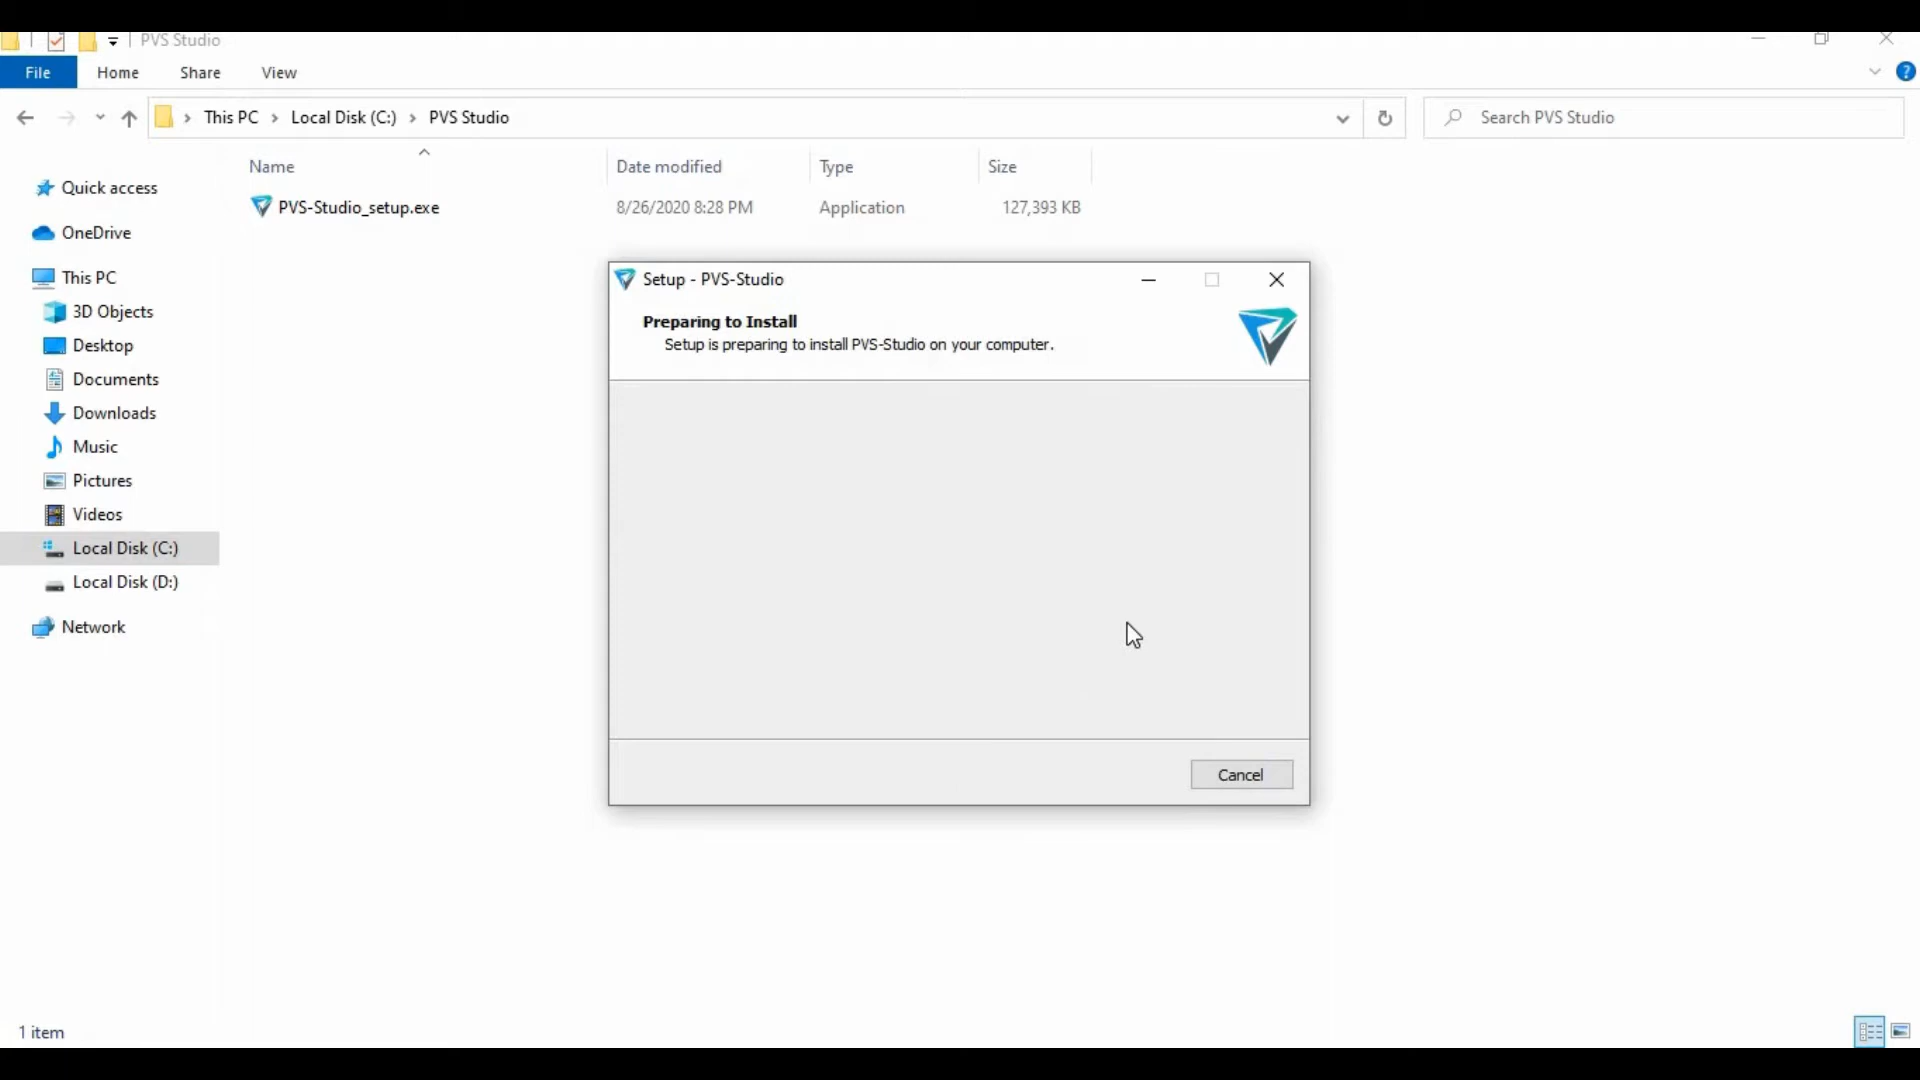 PVS Studio
File Home Share View
This PC Local Disk (C:) PVS Studio
Search PVS Studio
Name Date modified Type Size
PVS-Studio_setup.exe 8/26/2020 8:28 PM Application 127,393 KB
Quick access
OneDrive
This PC
3D Objects
Desktop
Documents
Downloads
Music
Pictures
Videos
Local Disk (C:)
Local Disk (D:)
Network
Setup - PVS-Studio
Preparing to Install
Setup is preparing to install PVS-Studio on your computer.
Cancel
1 item